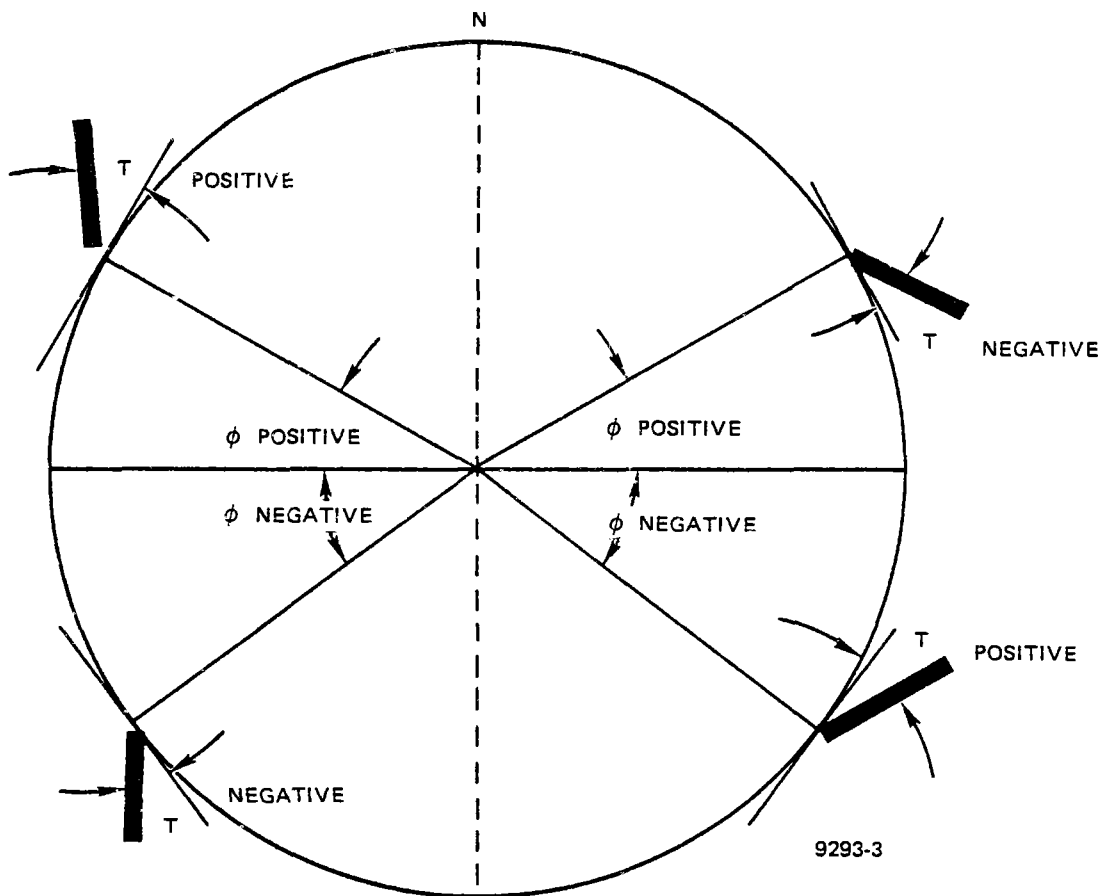 N
T
POSITIVE
T
NEGATIVE
ϕ POSITIVE
ϕ POSITIVE
ϕ NEGATIVE
ϕ NEGATIVE
T
POSITIVE
NEGATIVE
T
9293-3